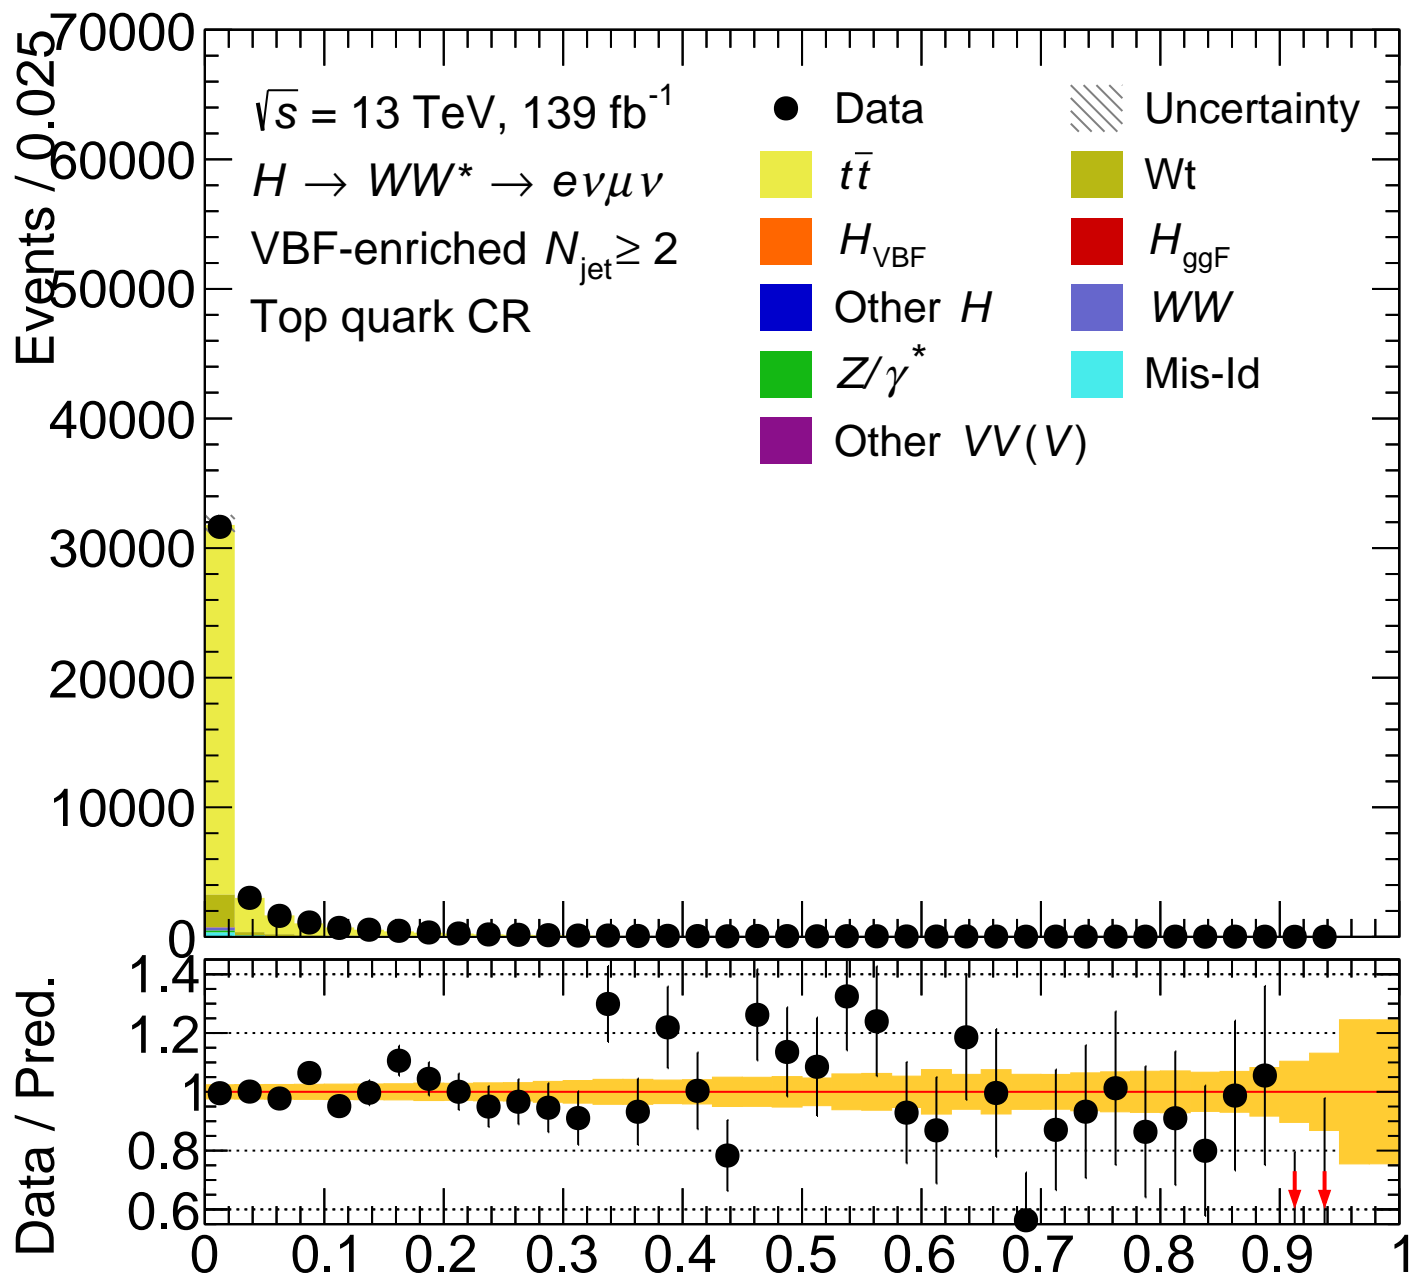 70000
60000
50000
40000
30000
20000
10000
0
Events / 0.025
√s = 13 TeV, 139 fb⁻¹
H → WW* → eνμν
VBF-enriched N_jet ≥ 2
Top quark CR
Data
Uncertainty
tt̄
Wt
H_VBF
H_ggF
Other H
WW
Z/γ*
Mis-Id
Other VV(V)
1.4
1.2
1
0.8
0.6
Data / Pred.
0 0.1 0.2 0.3 0.4 0.5 0.6 0.7 0.8 0.9 1